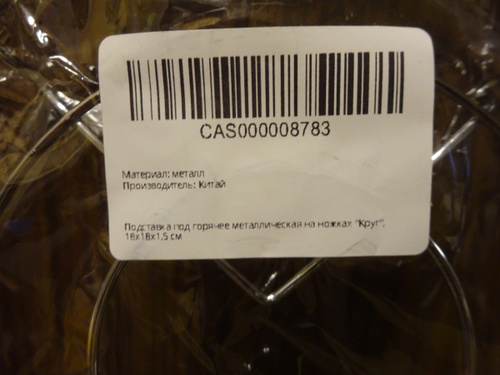 CAS000008783
Материал: металл
Производитель: Китай
Подставка под горячее металлическая на ножках "Круг",
18x18x1,5 см